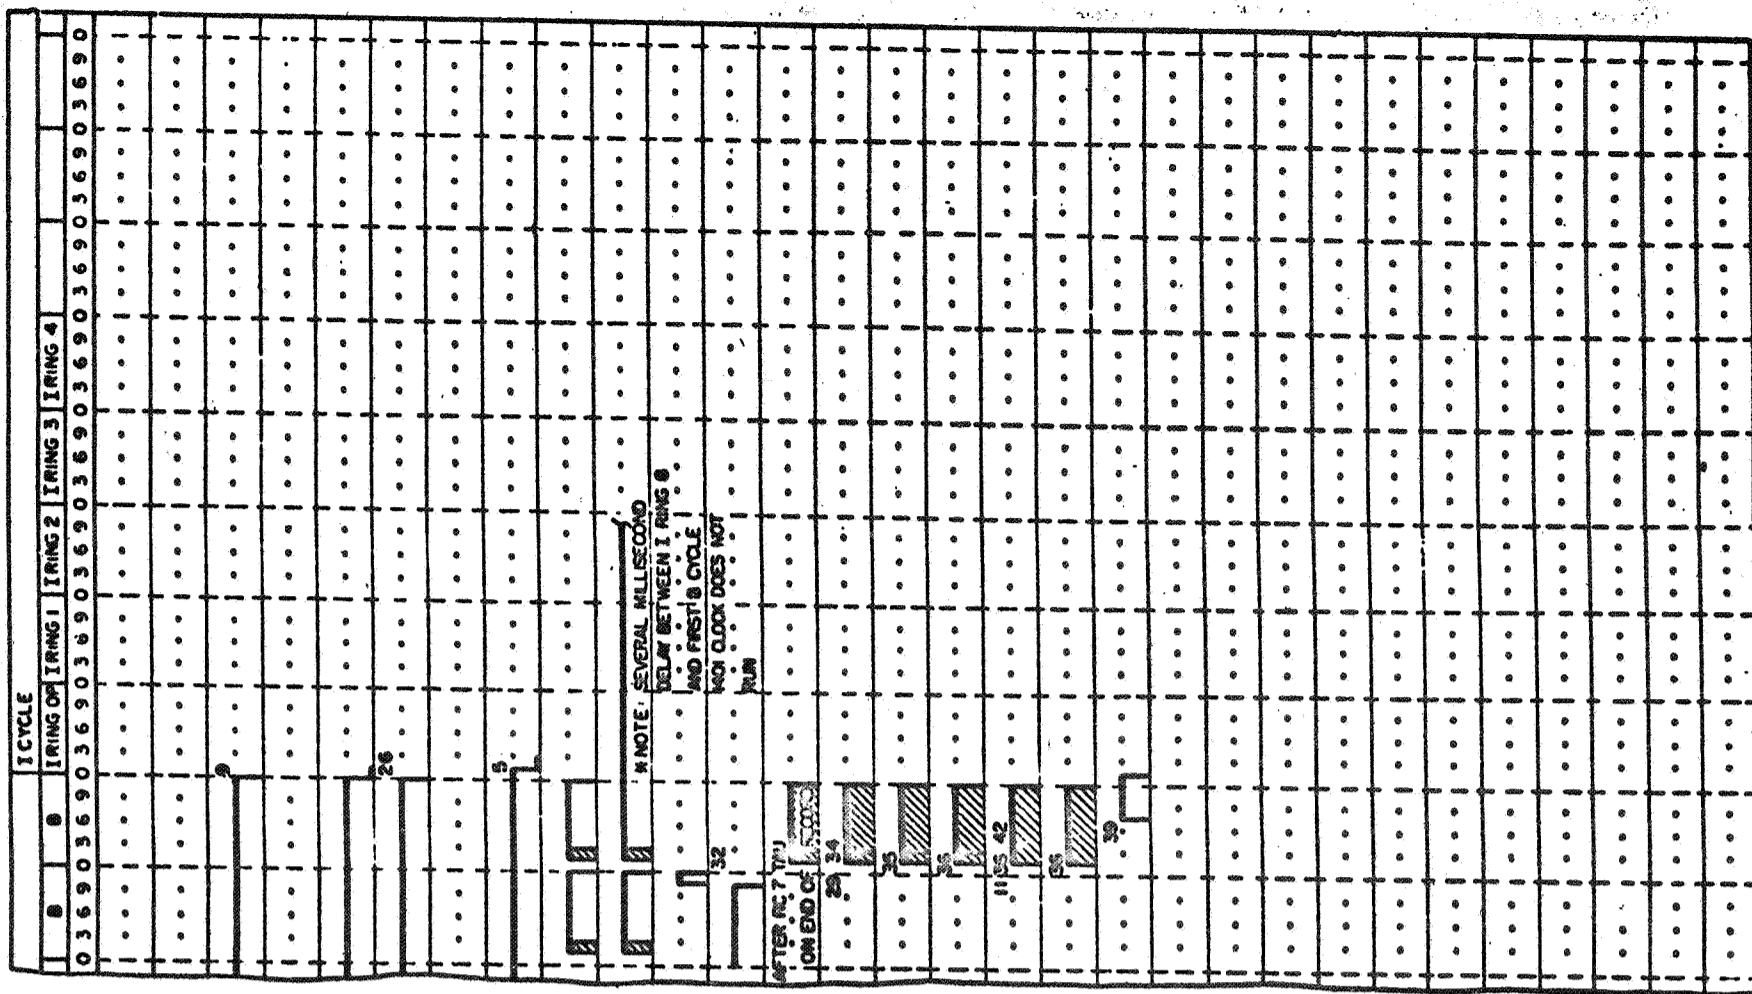 I CYCLE
B B I RING OP I RING 1 I RING 2 I RING 3 I RING 4
0 3 6 9 0 3 6 9 0 3 6 9 0 3 6 9 0 3 6 9 0 3 6 9 0 3 6 9 0 3 6 9 0 3 6 9 0 3 6 9 0
9
26
5
* NOTE: SEVERAL MILLISECOND
DELAY BETWEEN I RING 8
AND FIRST B CYCLE
1401 CLOCK DOES NOT
RUN
32
AFTER RC 7
ON END OF
29 34
35
36
11 35 42
39